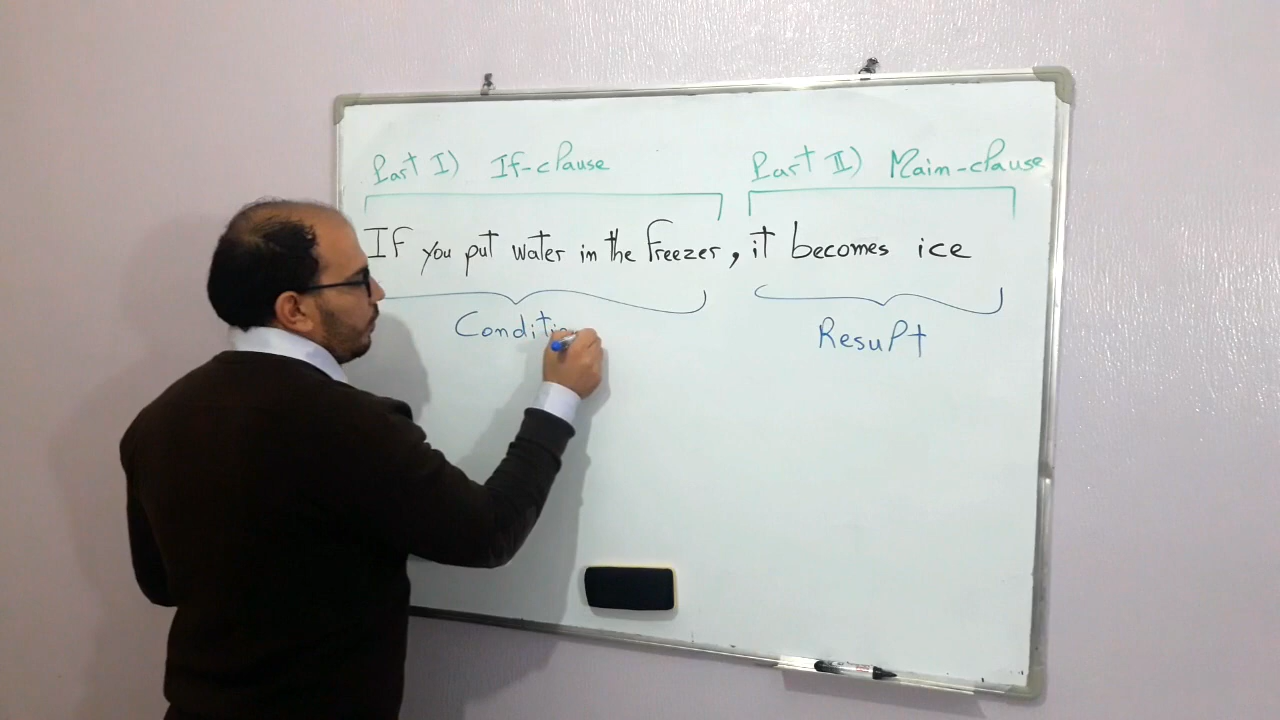 Part I) If-clause Part II) Main-clause
If you put water in the freezer, it becomes ice
Conditi Result